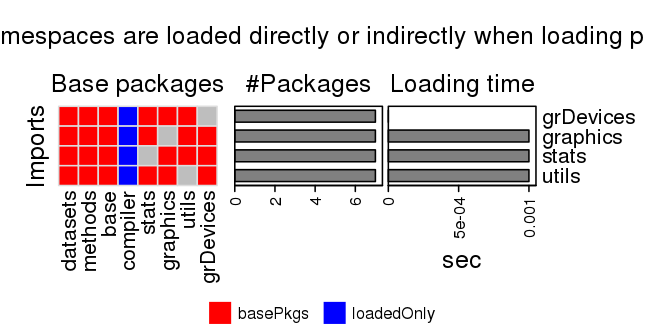 mespaces are loaded directly or indirectly when loading p
Base packages
#Packages
Loading time
Imports
grDevices
graphics
stats
utils
datasets
methods
base
compiler
stats
graphics
utils
grDevices
0
2
4
6
0
5e-04
0.001
sec
basePkgs
loadedOnly